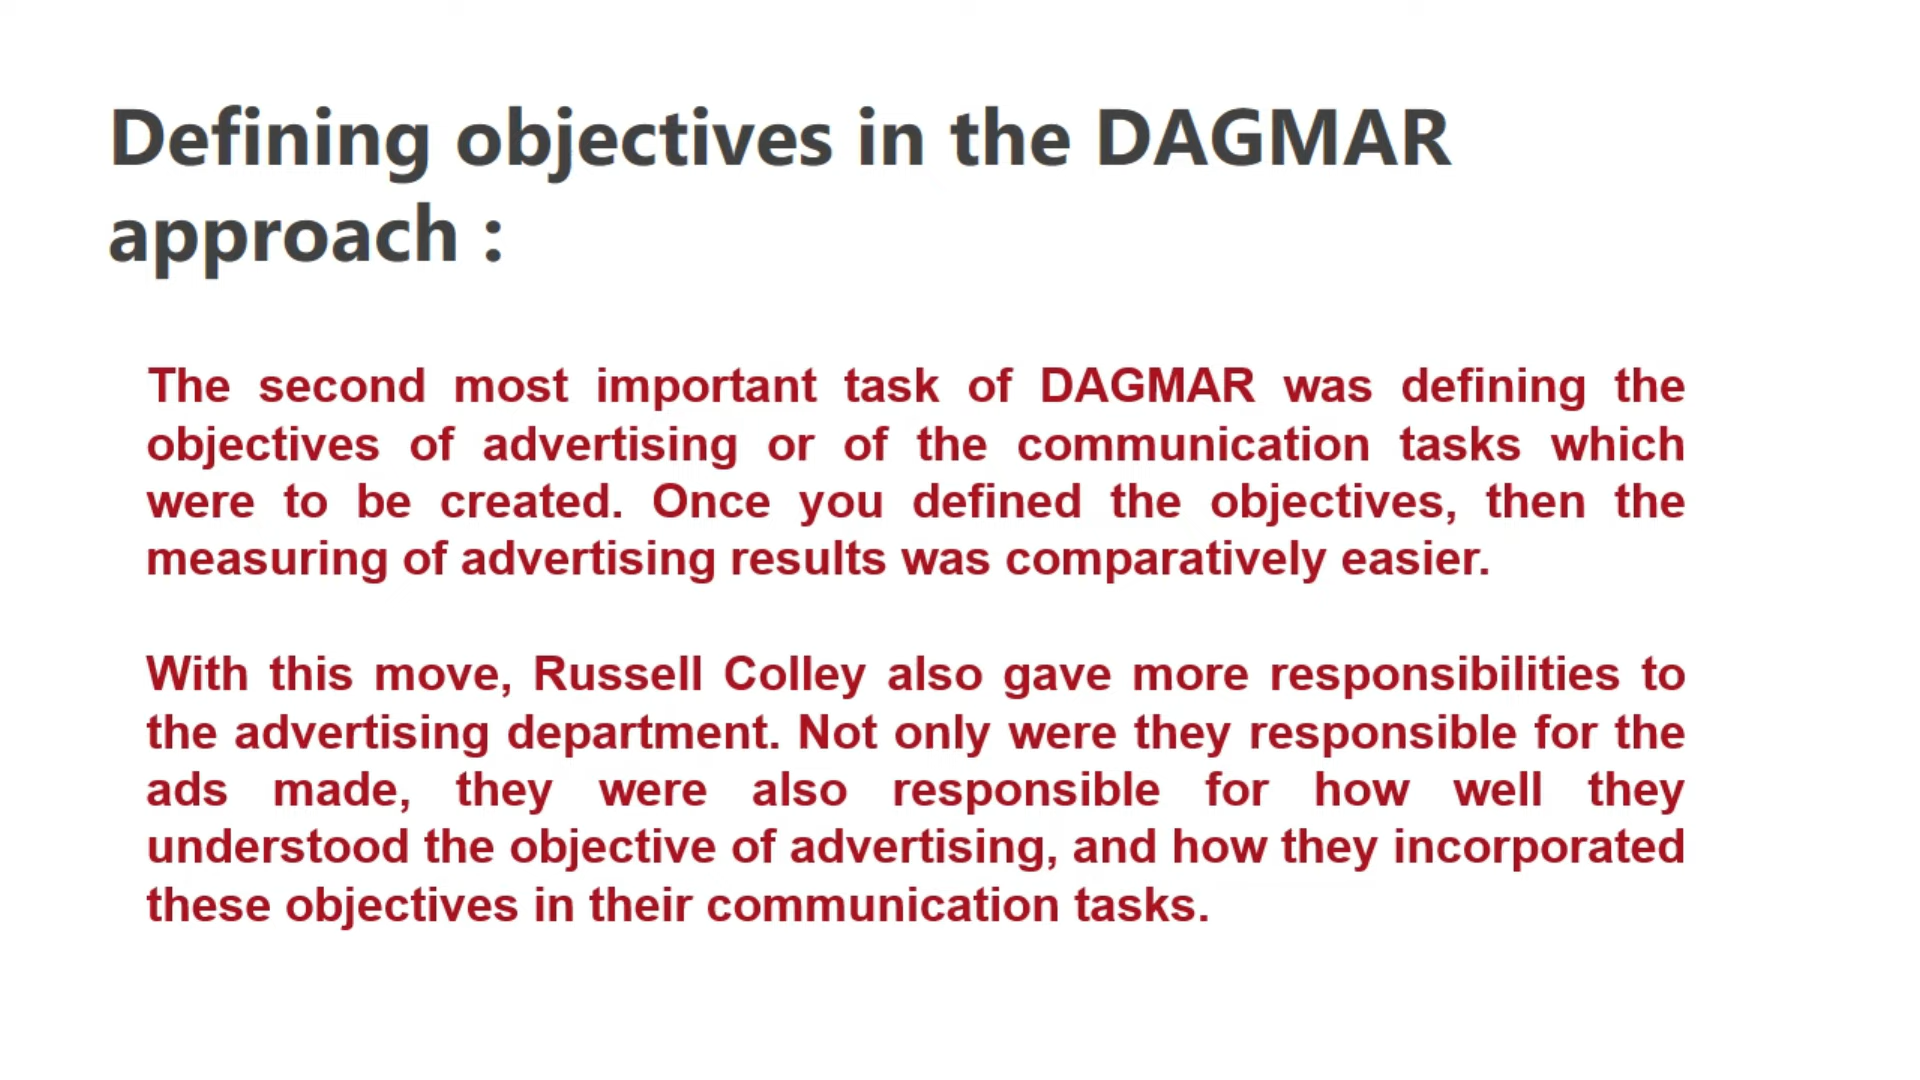 Defining objectives in the DAGMAR
approach :
The second most important task of DAGMAR was defining the
objectives of advertising or of the communication tasks which
were to be created. Once you defined the objectives, then the
measuring of advertising results was comparatively easier.
With this move, Russell Colley also gave more responsibilities to
the advertising department. Not only were they responsible for the
ads made, they were also responsible for how well they
understood the objective of advertising, and how they incorporated
these objectives in their communication tasks.